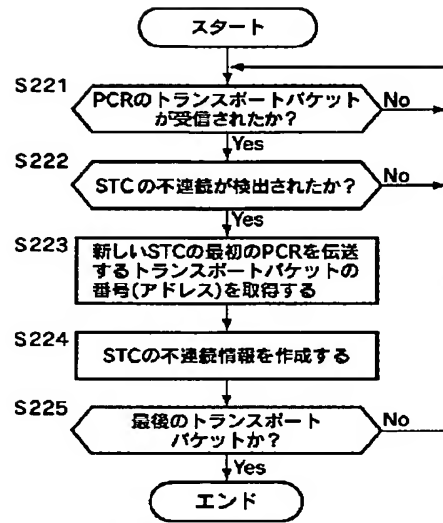 スタート
S221
PCRのトランスポートパケット
が受信されたか?
No
Yes
S222
STCの不連続が検出されたか?
No
Yes
S223
新しいSTCの最初のPCRを伝送
するトランスポートパケットの
番号(アドレス)を取得する
S224
STCの不連続情報を作成する
S225
最後のトランスポート
パケットか?
No
Yes
エンド